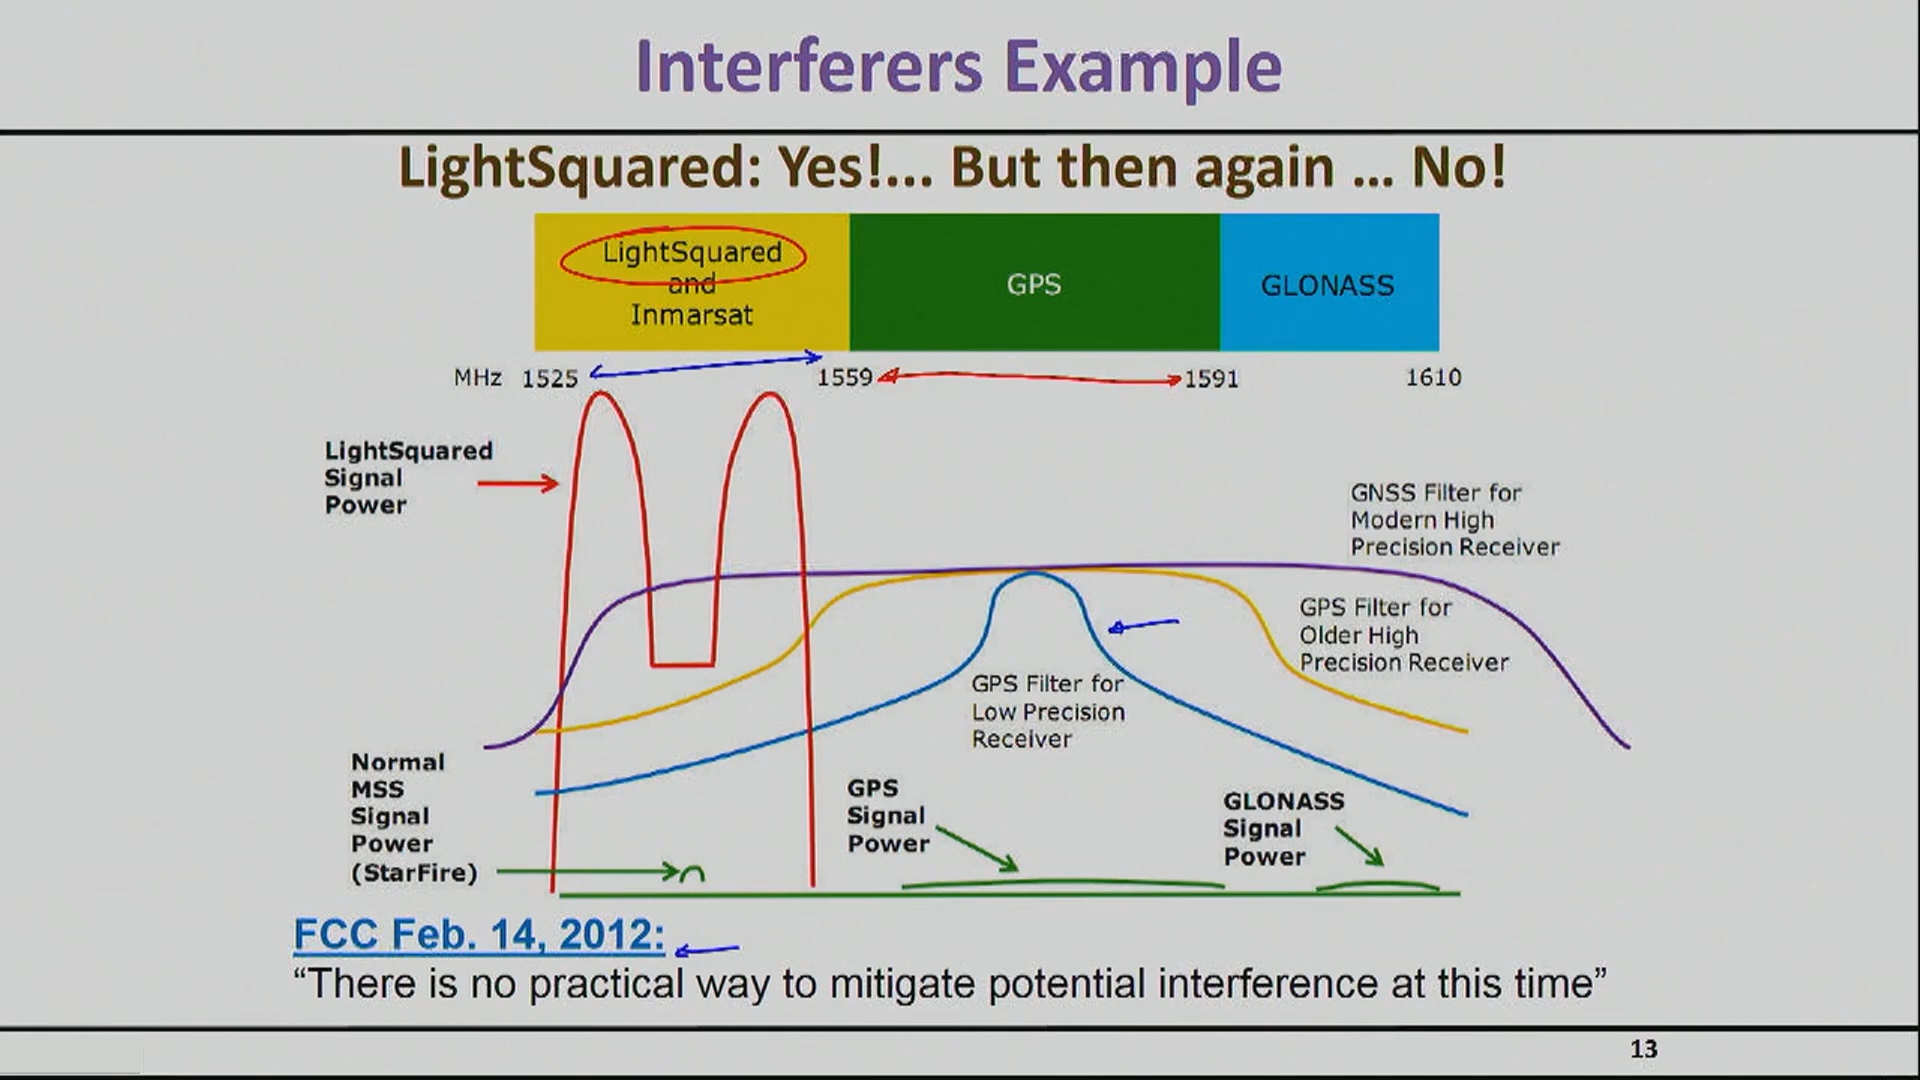 Interferers Example
LightSquared: Yes!... But then again ... No!
LightSquared
and
Inmarsat
GPS
GLONASS
MHz 1525 1559 1591 1610
LightSquared
Signal
Power
GNSS Filter for
Modern High
Precision Receiver
GPS Filter for
Older High
Precision Receiver
GPS Filter for
Low Precision
Receiver
Normal
MSS
Signal
Power
(StarFire)
GPS
Signal
Power
GLONASS
Signal
Power
FCC Feb. 14, 2012:
“There is no practical way to mitigate potential interference at this time”
13